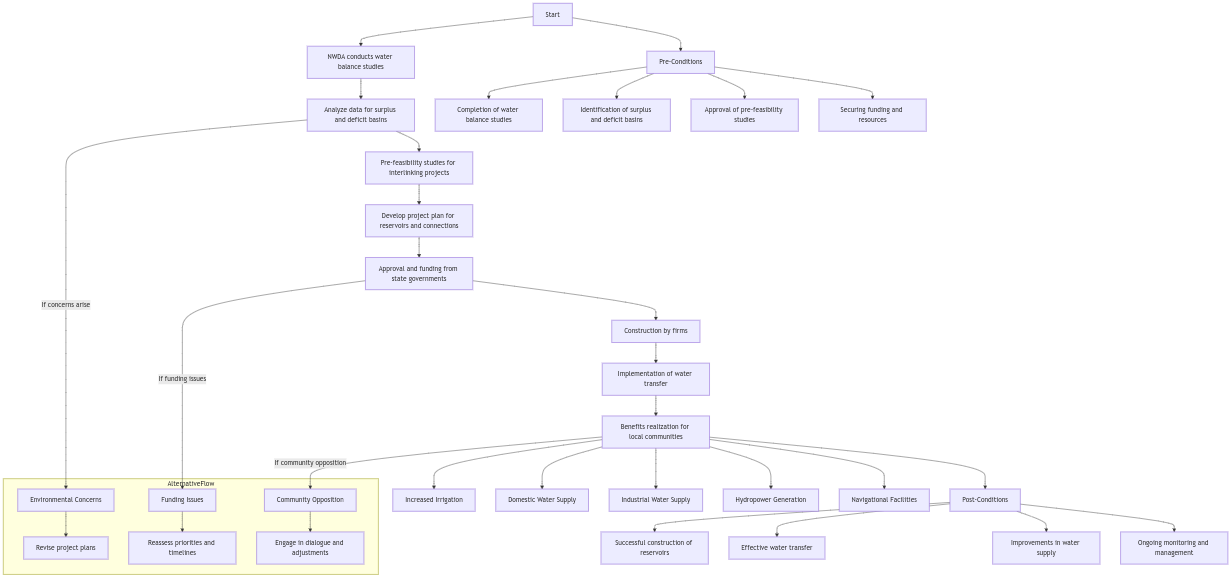 Start
NWDA conducts water
balance studies
Pre-Conditions
Analyze data for surplus
and deficit basins
Completion of water
balance studies
Identification of surplus
and deficit basins
Approval of pre-feasibility
studies
Securing funding and
resources
Pre-feasibility studies for
interlinking projects
Develop project plan for
reservoirs and connections
Approval and funding from
state governments
If concerns arise
Construction by firms
If funding issues
Implementation of water
transfer
Benefits realization for
local communities
If community opposition
AlternativeFlow
Environmental Concerns
Funding Issues
Community Opposition
Increased Irrigation
Domestic Water Supply
Industrial Water Supply
Hydropower Generation
Navigational Facilities
Post-Conditions
Revise project plans
Reassess priorities and
timelines
Engage in dialogue and
adjustments
Successful construction of
reservoirs
Effective water transfer
Improvements in water
supply
Ongoing monitoring and
management